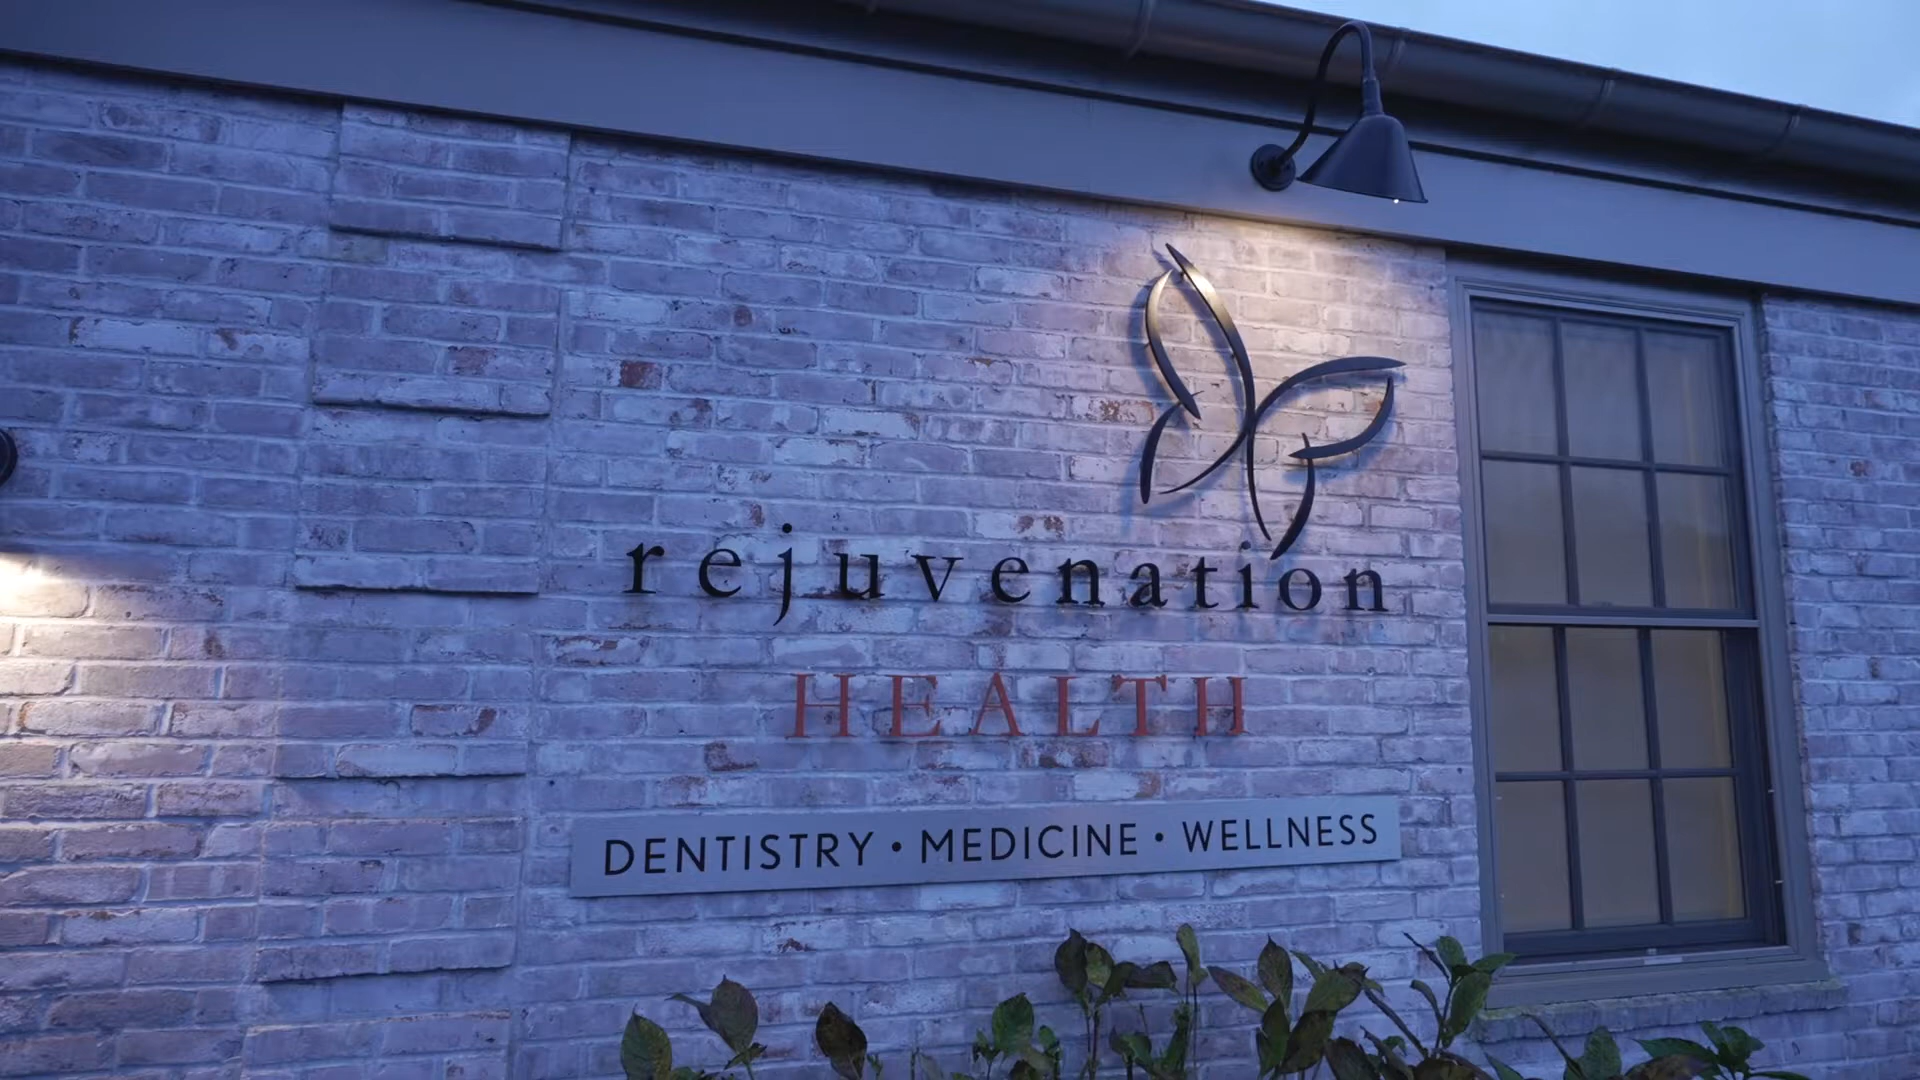 rejuvenation
HEALTH
DENTISTRY • MEDICINE • WELLNESS